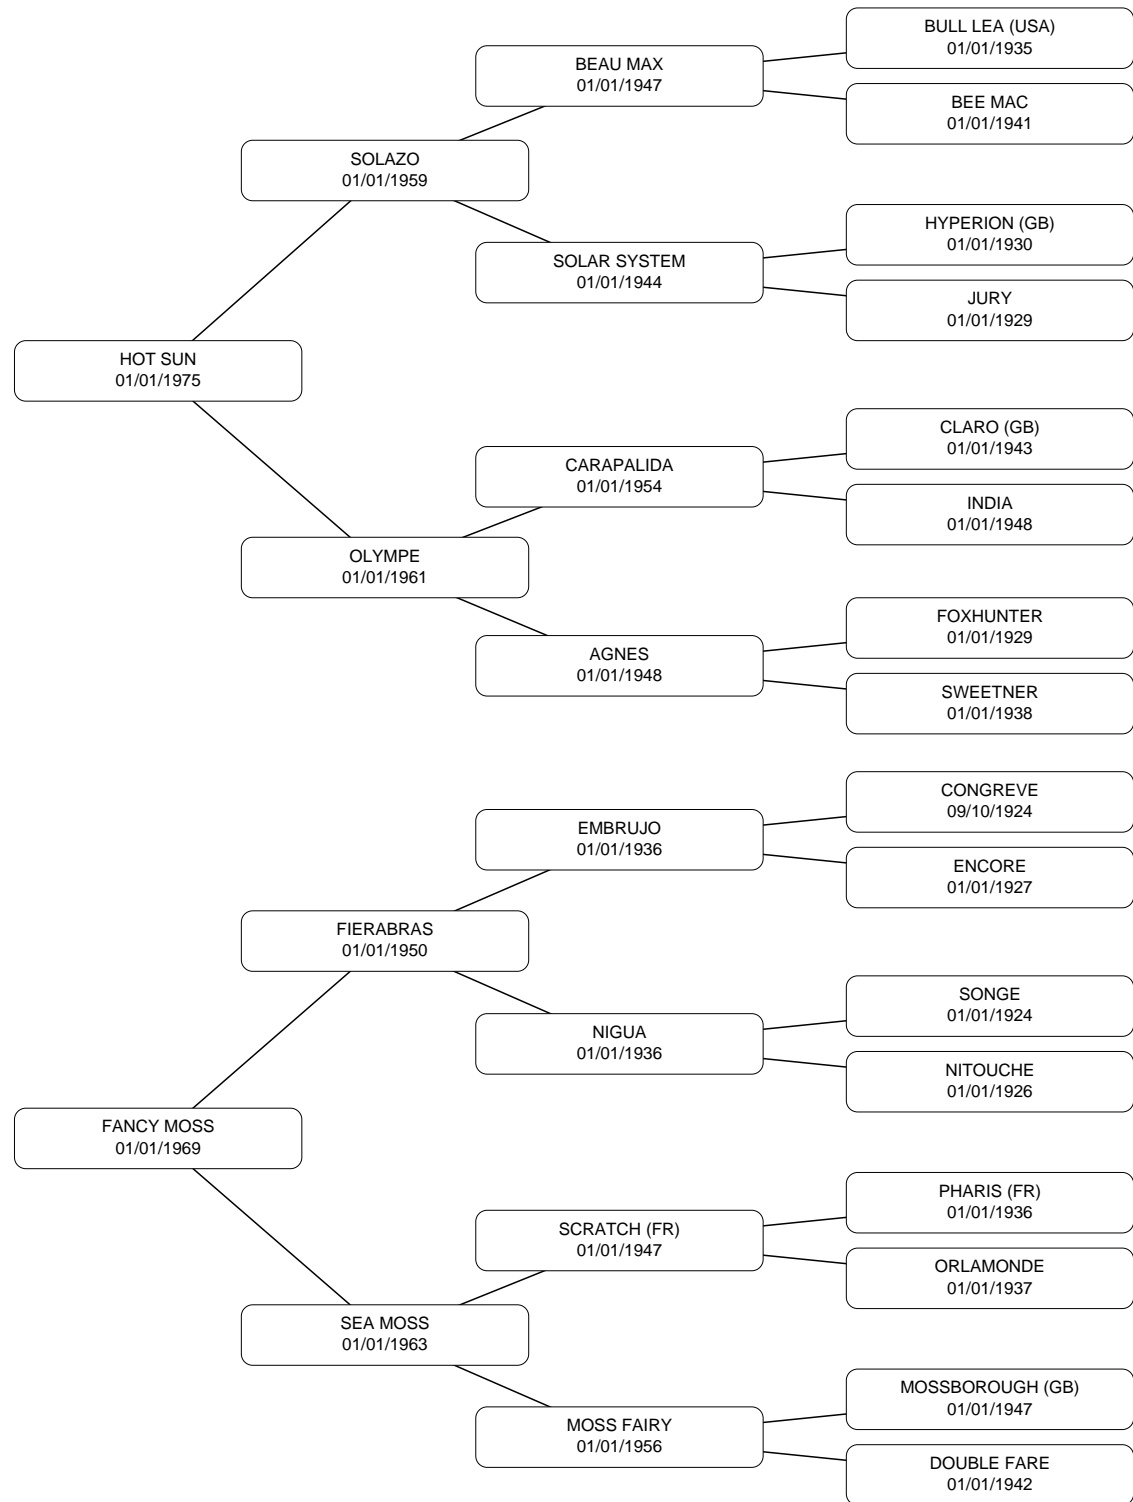 BULL LEA (USA)
01/01/1935
BEAU MAX
01/01/1947
BEE MAC
01/01/1941
SOLAZO
01/01/1959
HYPERION (GB)
01/01/1930
SOLAR SYSTEM
01/01/1944
JURY
01/01/1929
HOT SUN
01/01/1975
CLARO (GB)
01/01/1943
CARAPALIDA
01/01/1954
INDIA
01/01/1948
OLYMPE
01/01/1961
FOXHUNTER
01/01/1929
AGNES
01/01/1948
SWEETNER
01/01/1938
CONGREVE
09/10/1924
EMBRUJO
01/01/1936
ENCORE
01/01/1927
FIERABRAS
01/01/1950
SONGE
01/01/1924
NIGUA
01/01/1936
NITOUCHE
01/01/1926
FANCY MOSS
01/01/1969
PHARIS (FR)
01/01/1936
SCRATCH (FR)
01/01/1947
ORLAMONDE
01/01/1937
SEA MOSS
01/01/1963
MOSSBOROUGH (GB)
01/01/1947
MOSS FAIRY
01/01/1956
DOUBLE FARE
01/01/1942